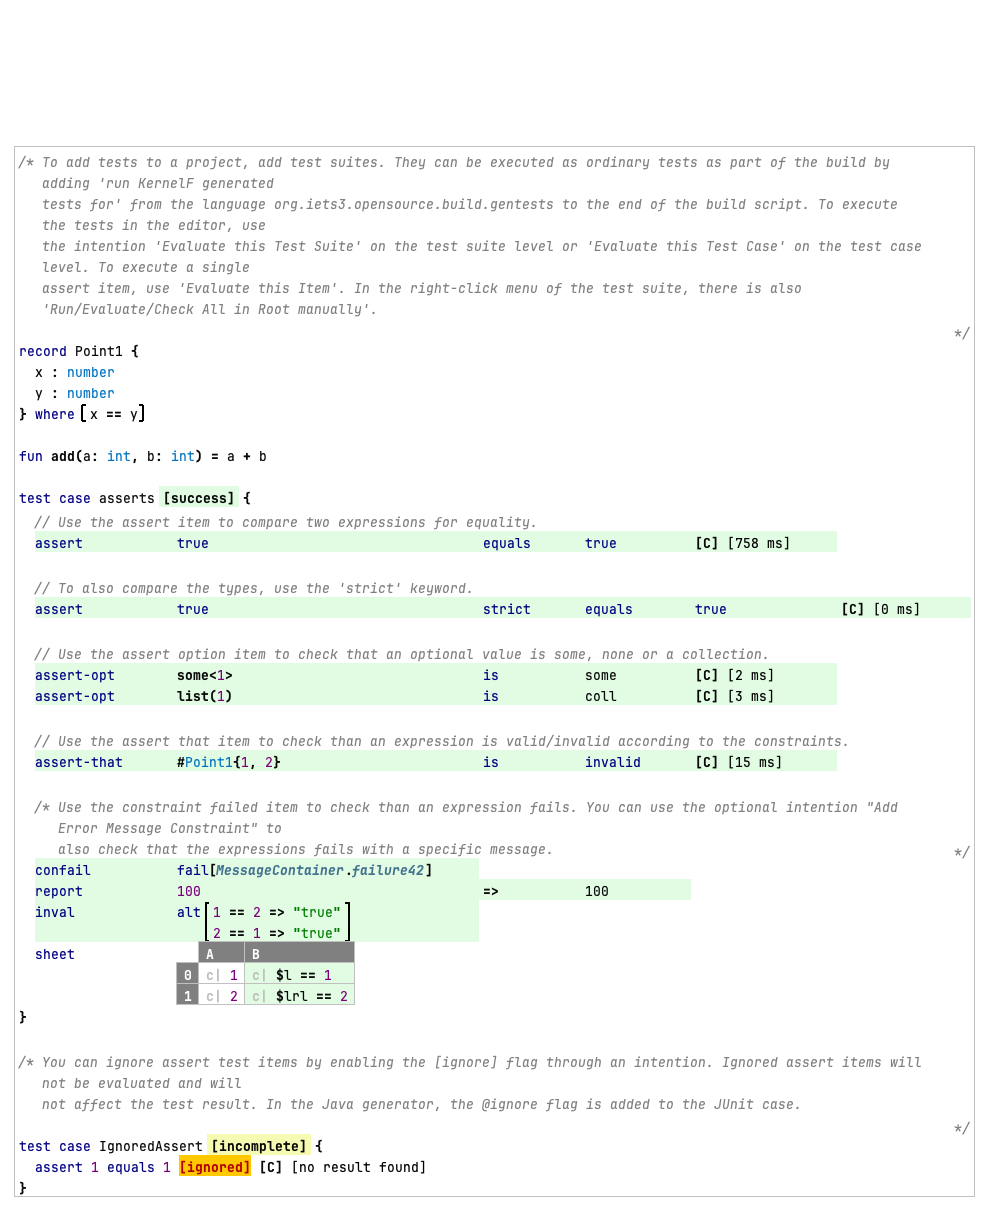 /* To add tests to a project, add test suites. They can be executed as ordinary tests as part of the build by
adding 'run KernelF generated
tests for' from the language org.iets3.opensource.build.gentests to the end of the build script. To execute
the tests in the editor, use
the intention 'Evaluate this Test Suite' on the test suite level or 'Evaluate this Test Case' on the test case
level. To execute a single
assert item, use 'Evaluate this Item'. In the right-click menu of the test suite, there is also
'Run/Evaluate/Check All in Root manually'.
*/
record Point1 {
x : number
y : number
} where [ x == y]
fun add(a: int, b: int) = a + b
test case asserts [success] {
// Use the assert item to compare two expressions for equality.
assert true equals true [C] [758 ms]
// To also compare the types, use the 'strict' keyword.
assert true strict equals true [C] [0 ms]
// Use the assert option item to check that an optional value is some, none or a collection.
assert-opt some<1> is some [C] [2 ms]
assert-opt list(1) is coll [C] [3 ms]
// Use the assert that item to check than an expression is valid/invalid according to the constraints.
assert-that #Point1{1, 2} is invalid [C] [15 ms]
/* Use the constraint failed item to check than an expression fails. You can use the optional intention "Add
Error Message Constraint" to
also check that the expressions fails with a specific message.
*/
confail fail[MessageContainer.failure42]
report 100 => 100
inval alt [ 1 == 2 => "true" ]
2 == 1 => "true"
sheet A B
0 c| 1 c| $l == 1
1 c| 2 c| $lrl == 2
}
/* You can ignore assert test items by enabling the [ignore] flag through an intention. Ignored assert items will
not be evaluated and will
not affect the test result. In the Java generator, the @ignore flag is added to the JUnit case.
*/
test case IgnoredAssert [incomplete] {
assert 1 equals 1 [ignored] [C] [no result found]
}